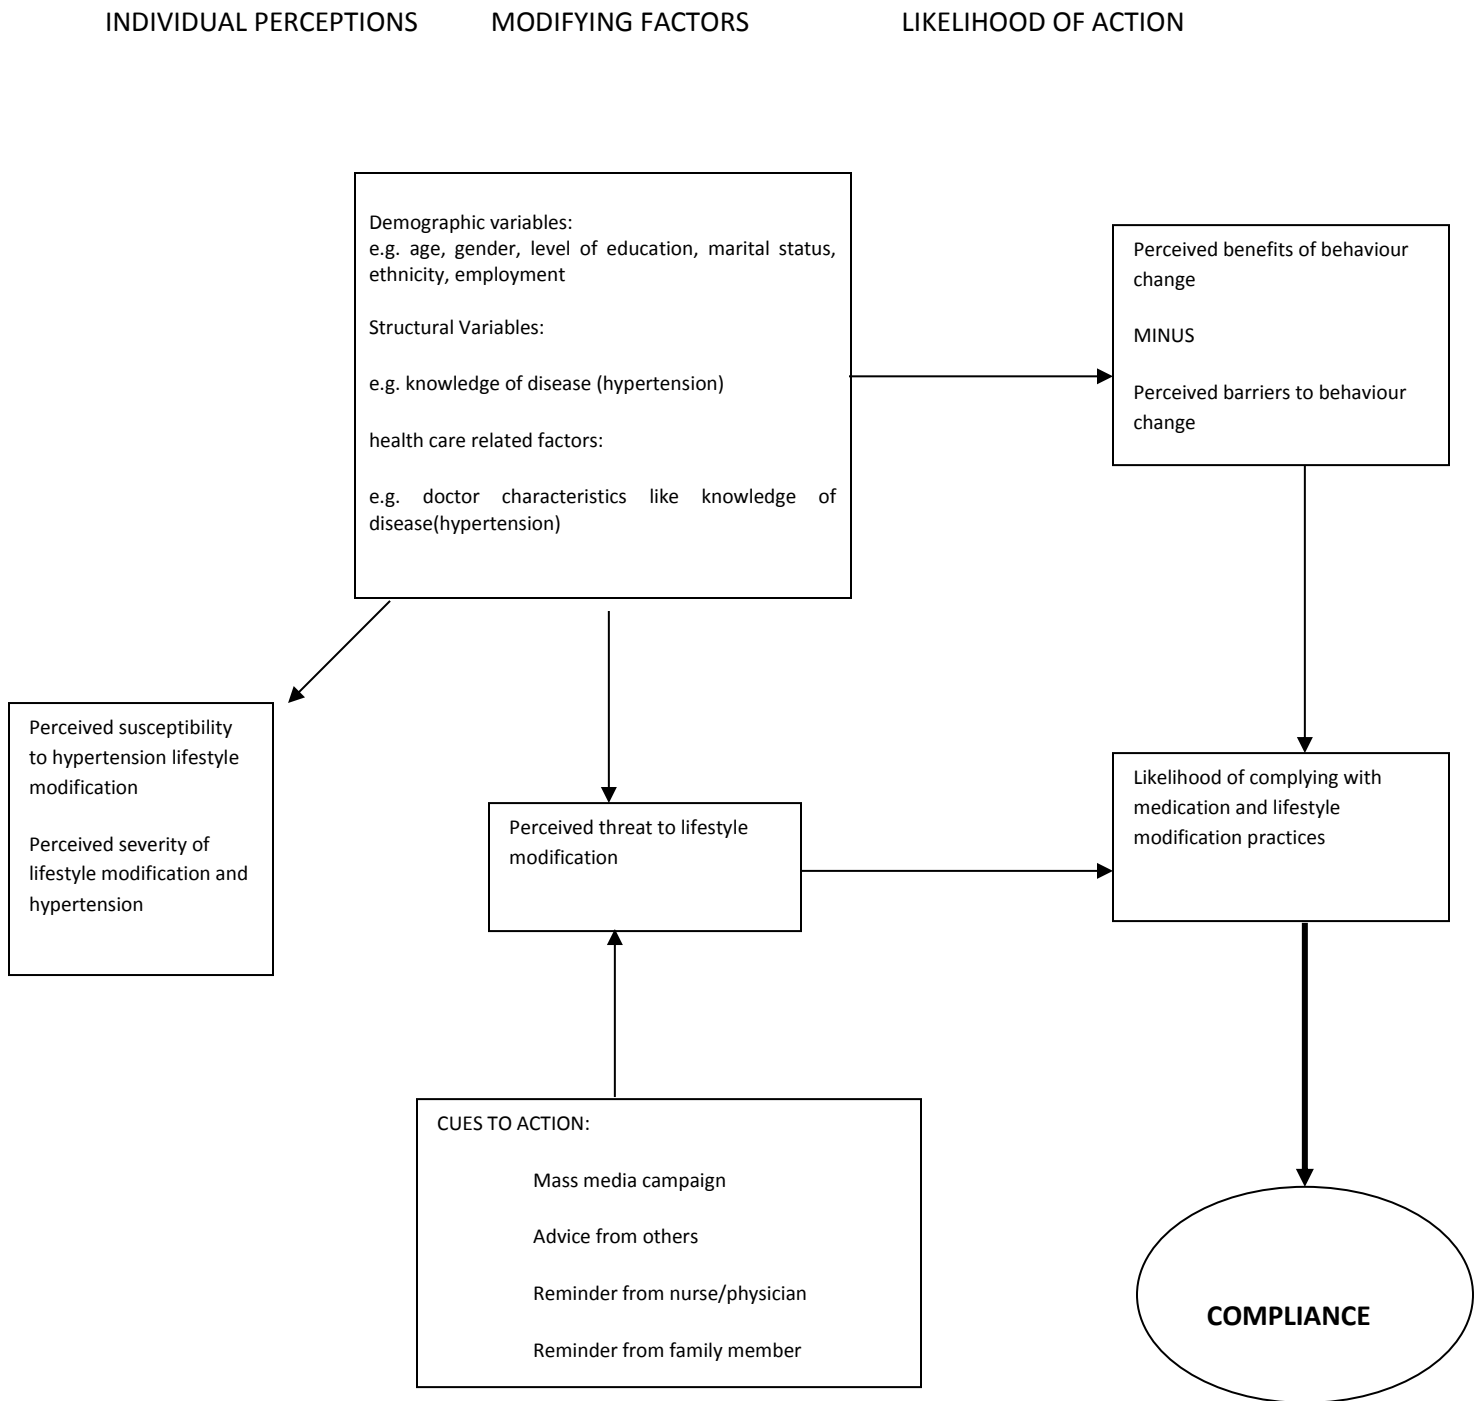 INDIVIDUAL PERCEPTIONS MODIFYING FACTORS LIKELIHOOD OF ACTION
Demographic variables:
e.g. age, gender, level of education, marital status,
ethnicity, employment
Structural Variables:
e.g. knowledge of disease (hypertension)
health care related factors:
e.g. doctor characteristics like knowledge of
disease(hypertension)
Perceived benefits of behaviour
change
MINUS
Perceived barriers to behaviour
change
Perceived susceptibility
to hypertension lifestyle
modification
Perceived severity of
lifestyle modification and
hypertension
Perceived threat to lifestyle
modification
Likelihood of complying with
medication and lifestyle
modification practices
CUES TO ACTION:
Mass media campaign
Advice from others
Reminder from nurse/physician
Reminder from family member
COMPLIANCE